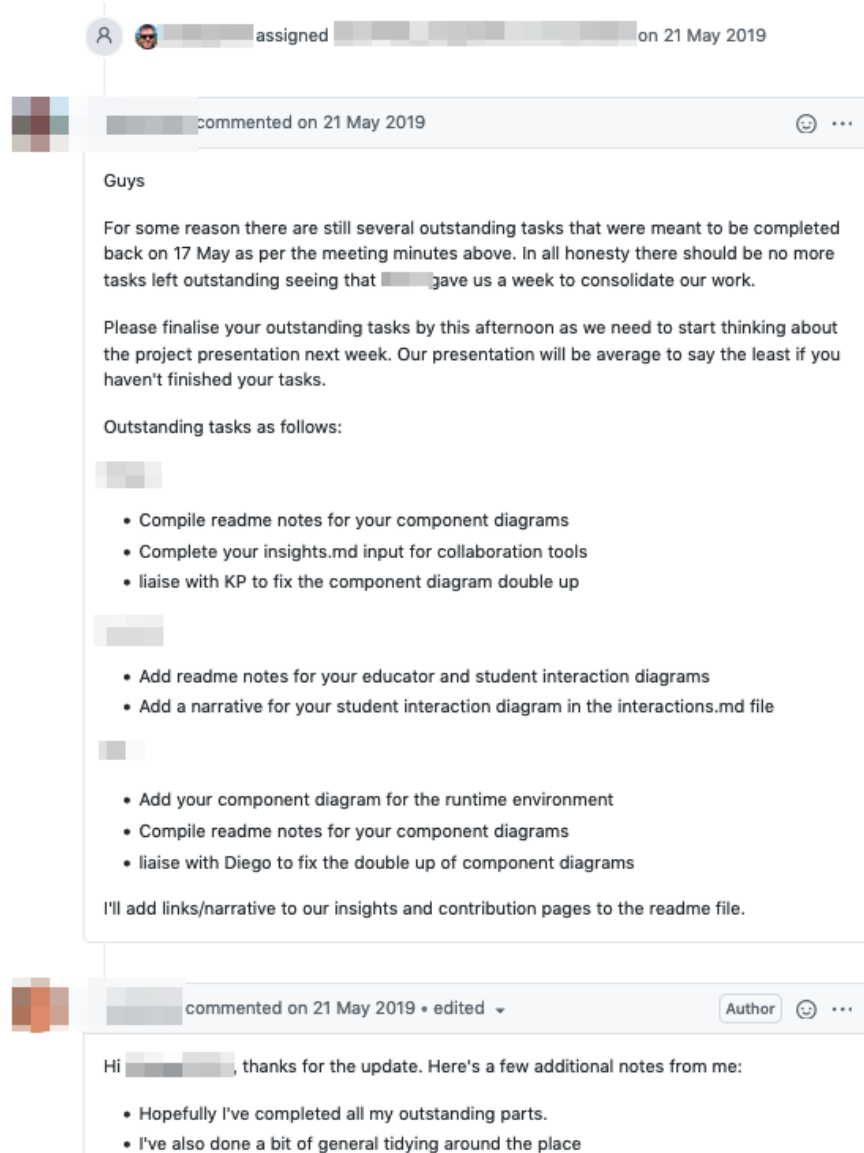 assigned on 21 May 2019
commented on 21 May 2019
Guys
For some reason there are still several outstanding tasks that were meant to be completed
back on 17 May as per the meeting minutes above. In all honesty there should be no more
tasks left outstanding seeing that gave us a week to consolidate our work.
Please finalise your outstanding tasks by this afternoon as we need to start thinking about
the project presentation next week. Our presentation will be average to say the least if you
haven't finished your tasks.
Outstanding tasks as follows:
• Compile readme notes for your component diagrams
• Complete your insights.md input for collaboration tools
• liaise with KP to fix the component diagram double up
• Add readme notes for your educator and student interaction diagrams
• Add a narrative for your student interaction diagram in the interactions.md file
• Add your component diagram for the runtime environment
• Compile readme notes for your component diagrams
• liaise with Diego to fix the double up of component diagrams
I'll add links/narrative to our insights and contribution pages to the readme file.
commented on 21 May 2019 • edited Author
Hi , thanks for the update. Here's a few additional notes from me:
• Hopefully I've completed all my outstanding parts.
• I've also done a bit of general tidying around the place